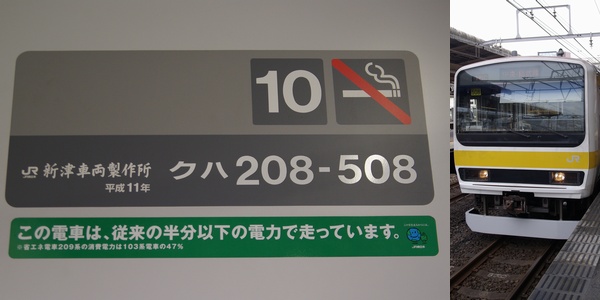 10
JR 新津車両製作所
平成11年
クハ 208-508
この電車は、従来の半分以下の電力で走っています。
※省エネ電車209系の消費電力は103系電車の47%
JR